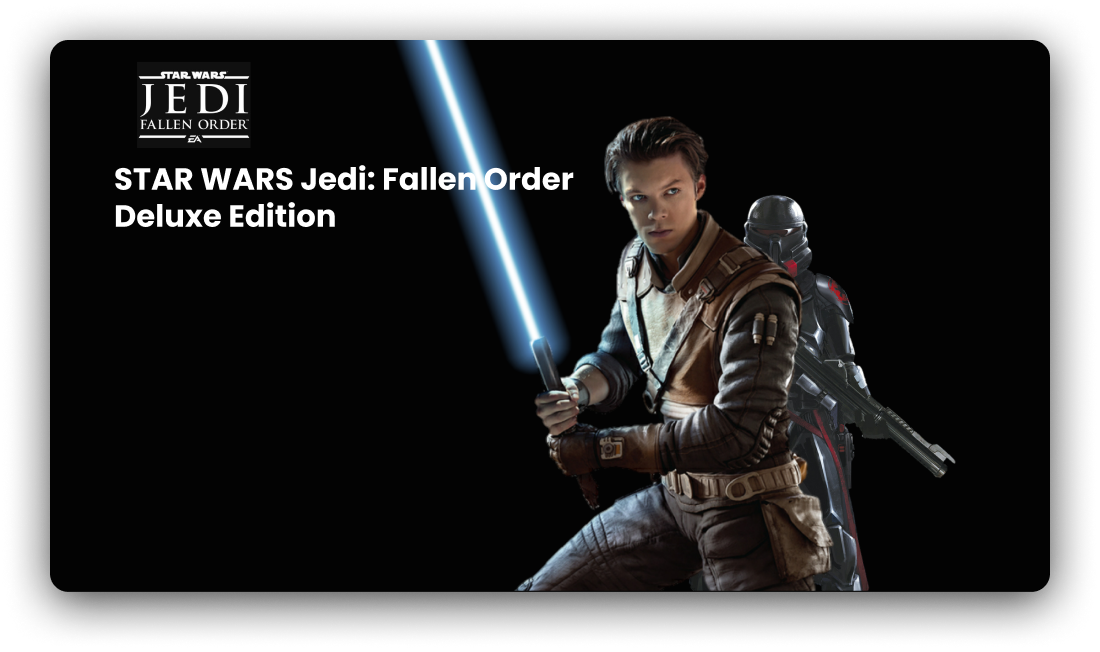 STAR WARS
JEDI
FALLEN ORDER
EA
STAR WARS Jedi: Fallen Order
Deluxe Edition